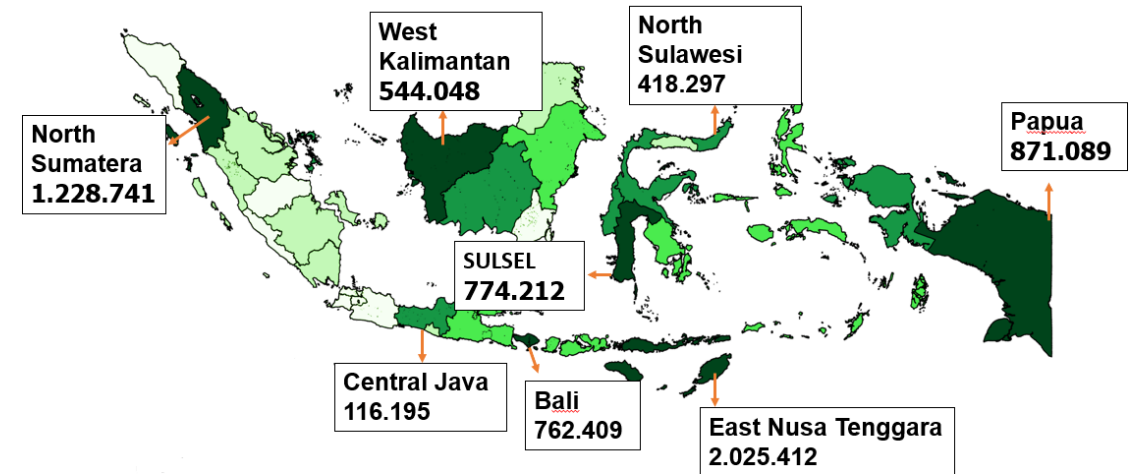 West
Kalimantan
544.048
North
Sulawesi
418.297
Papua
871.089
North
Sumatera
1.228.741
SULSEL
774.212
Central Java
116.195
Bali
762.409
East Nusa Tenggara
2.025.412